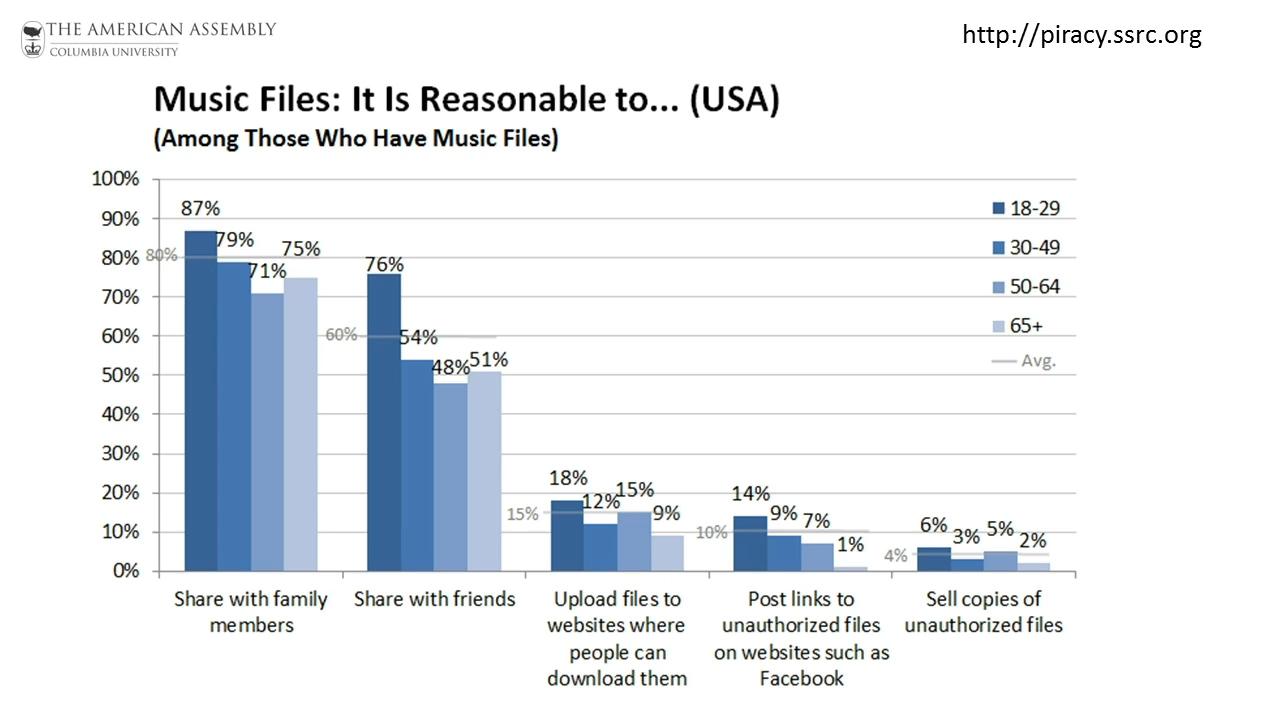 THE AMERICAN ASSEMBLY
COLUMBIA UNIVERSITY
http://piracy.ssrc.org
Music Files: It Is Reasonable to... (USA)
(Among Those Who Have Music Files)
100%
90%
80%
70%
60%
50%
40%
30%
20%
10%
0%
80%
87%
79%
71%
75%
60%
76%
54%
48%
51%
15%
18%
12%
15%
9%
10%
14%
9%
7%
1%
4%
6%
3%
5%
2%
18-29
30-49
50-64
65+
Avg.
Share with family
members
Share with friends
Upload files to
websites where
people can
download them
Post links to
unauthorized files
on websites such as
Facebook
Sell copies of
unauthorized files